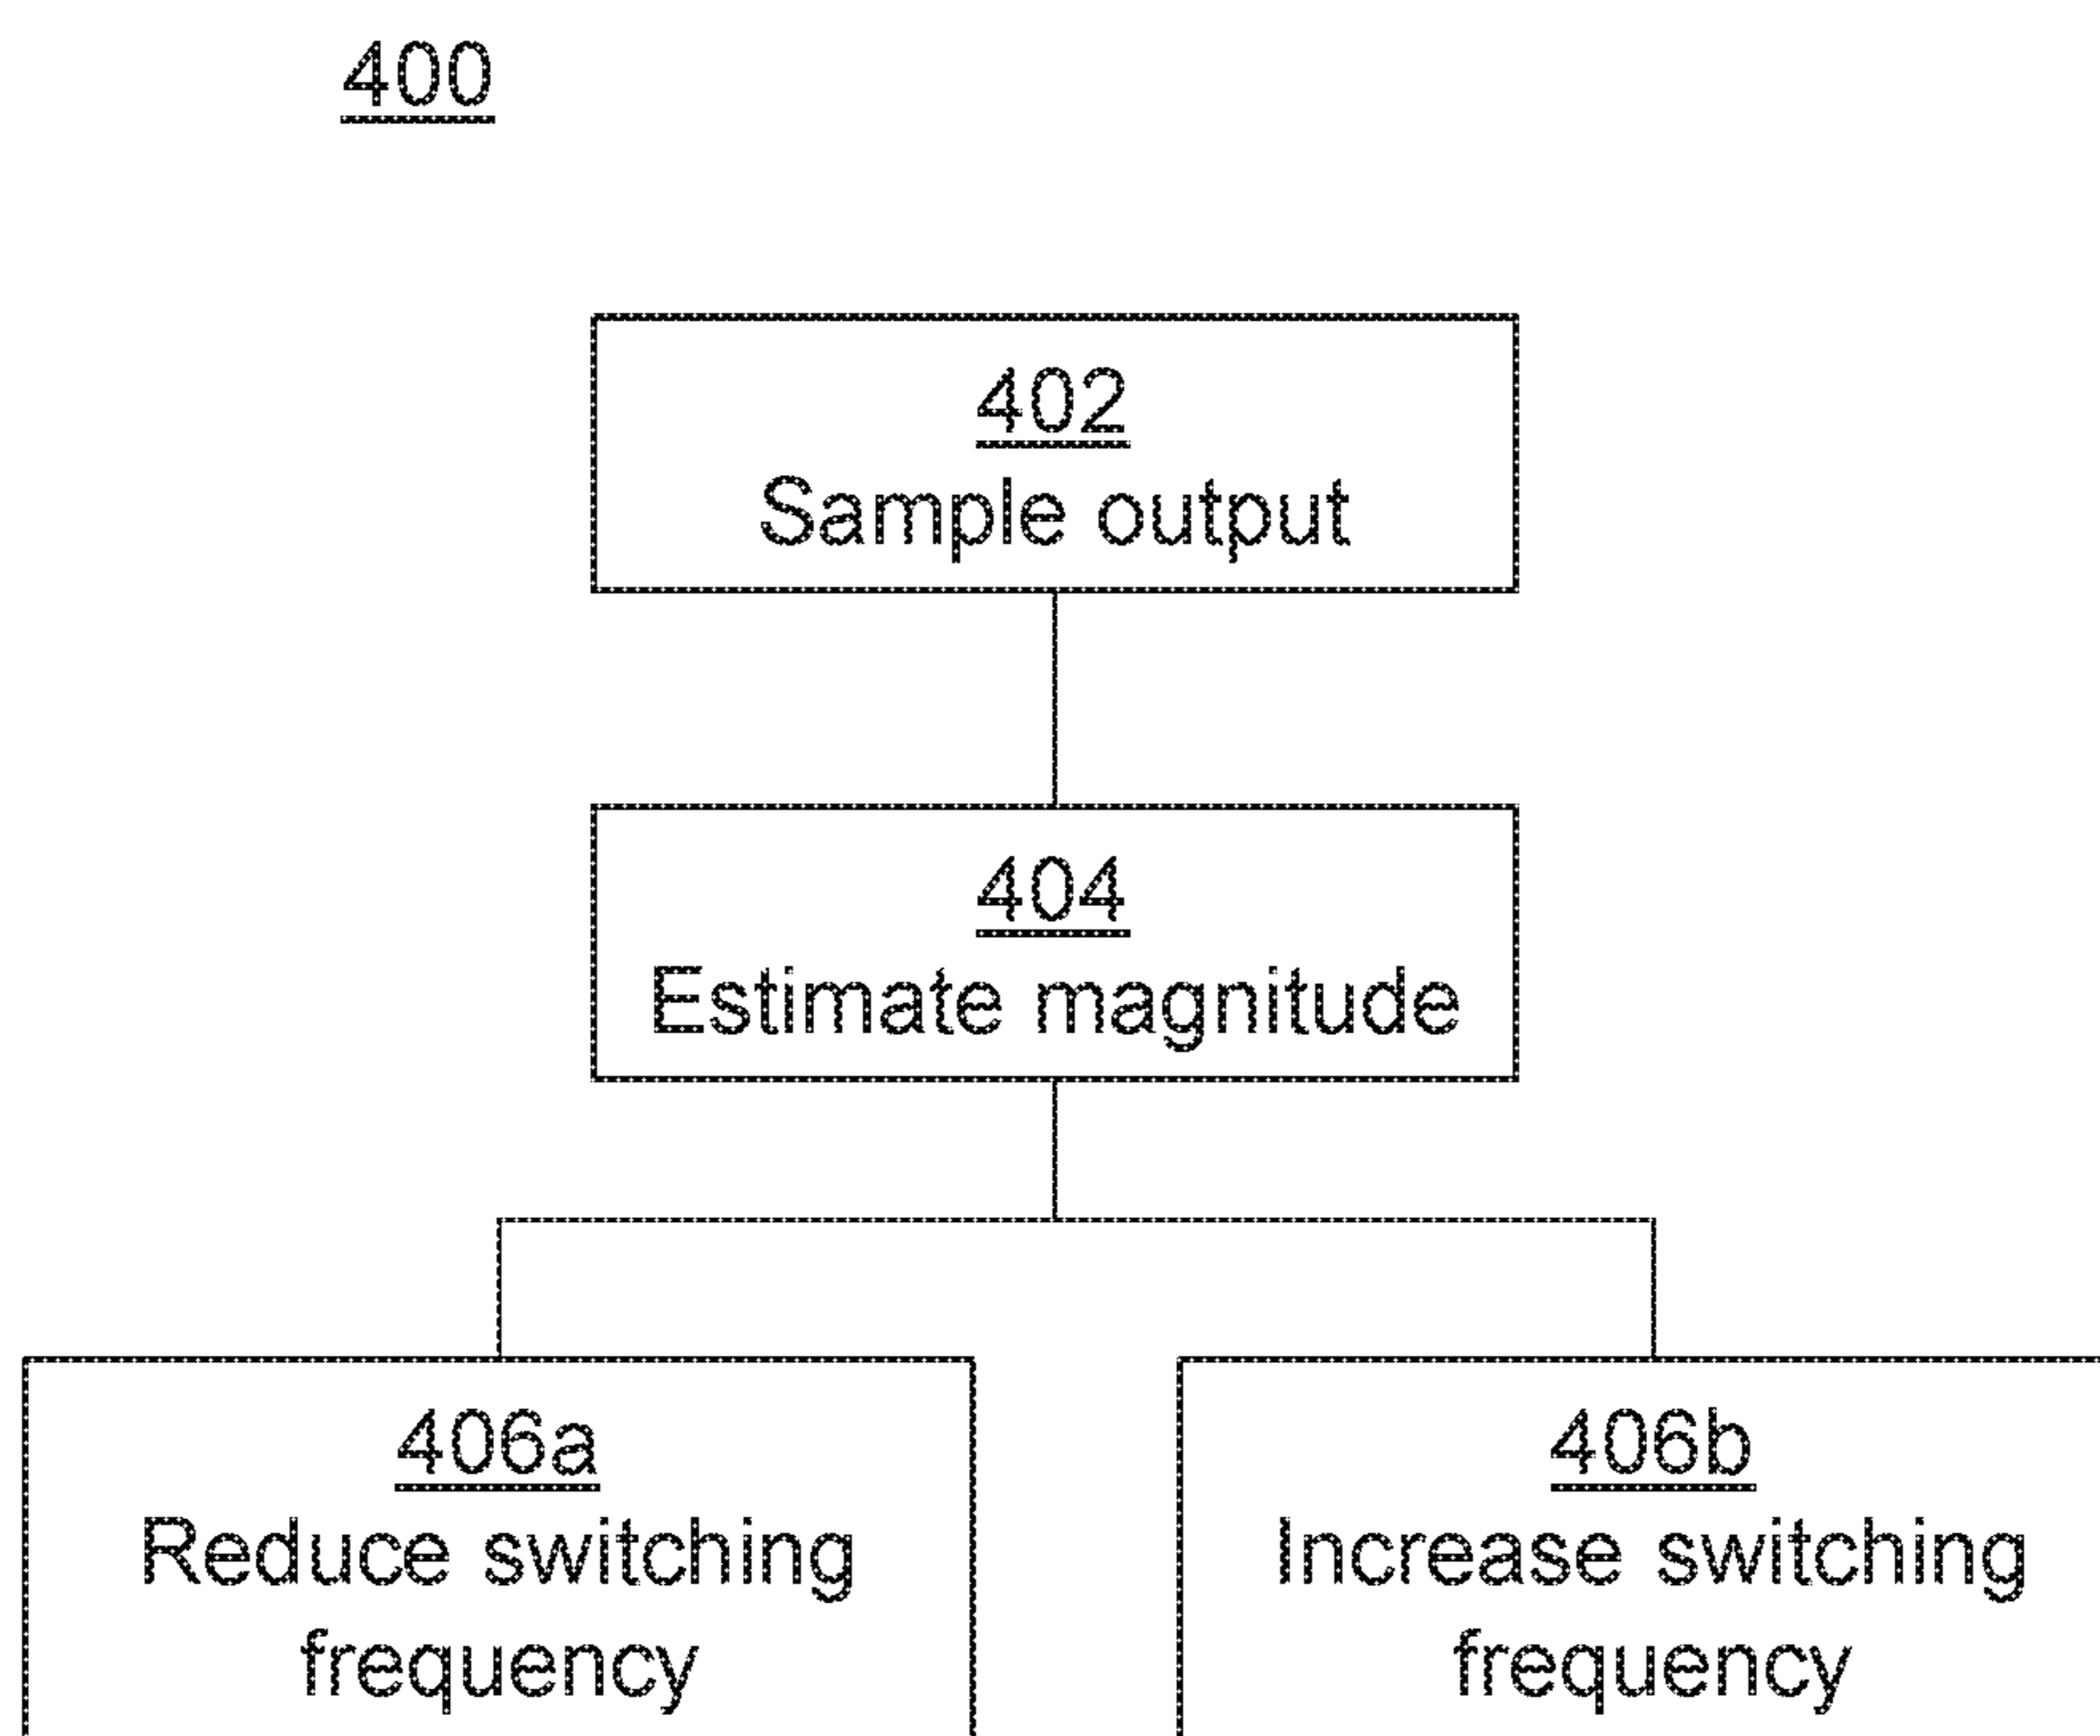 400
402
Sample output
404
Estimate magnitude
406a
Reduce switching
frequency
406b
Increase switching
frequency